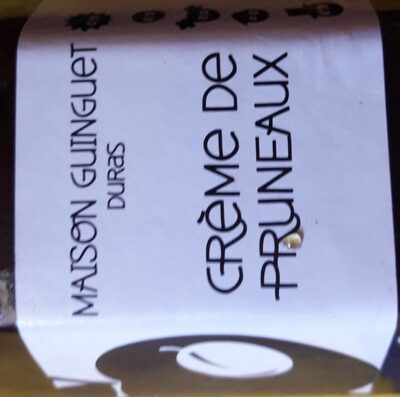 MAISON GUINGUET
DURAS
CRÈME DE
PRUNEAUX